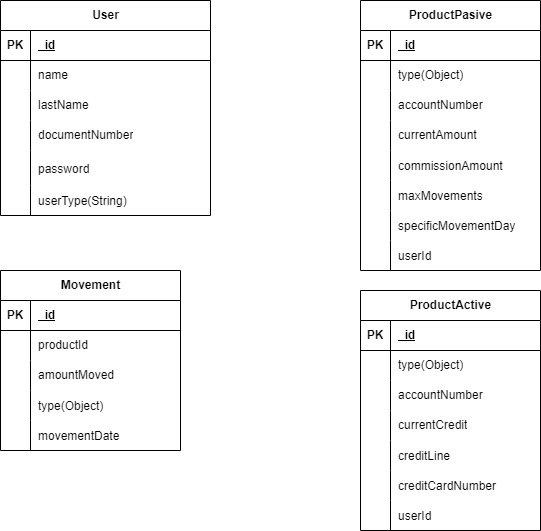 User
PK _id
name
lastName
documentNumber
password
userType(String)
ProductPasive
PK _id
type(Object)
accountNumber
currentAmount
commissionAmount
maxMovements
specificMovementDay
userId
Movement
PK _id
productId
amountMoved
type(Object)
movementDate
ProductActive
PK _id
type(Object)
accountNumber
currentCredit
creditLine
creditCardNumber
userId